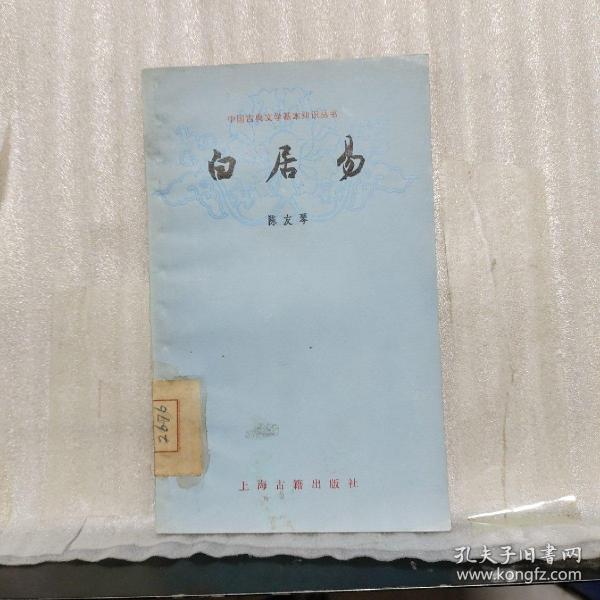 中国古典文学基本知识丛书
白居易
陈友琴
2696
上海古籍出版社
孔夫子旧书网
www.kongfz.com